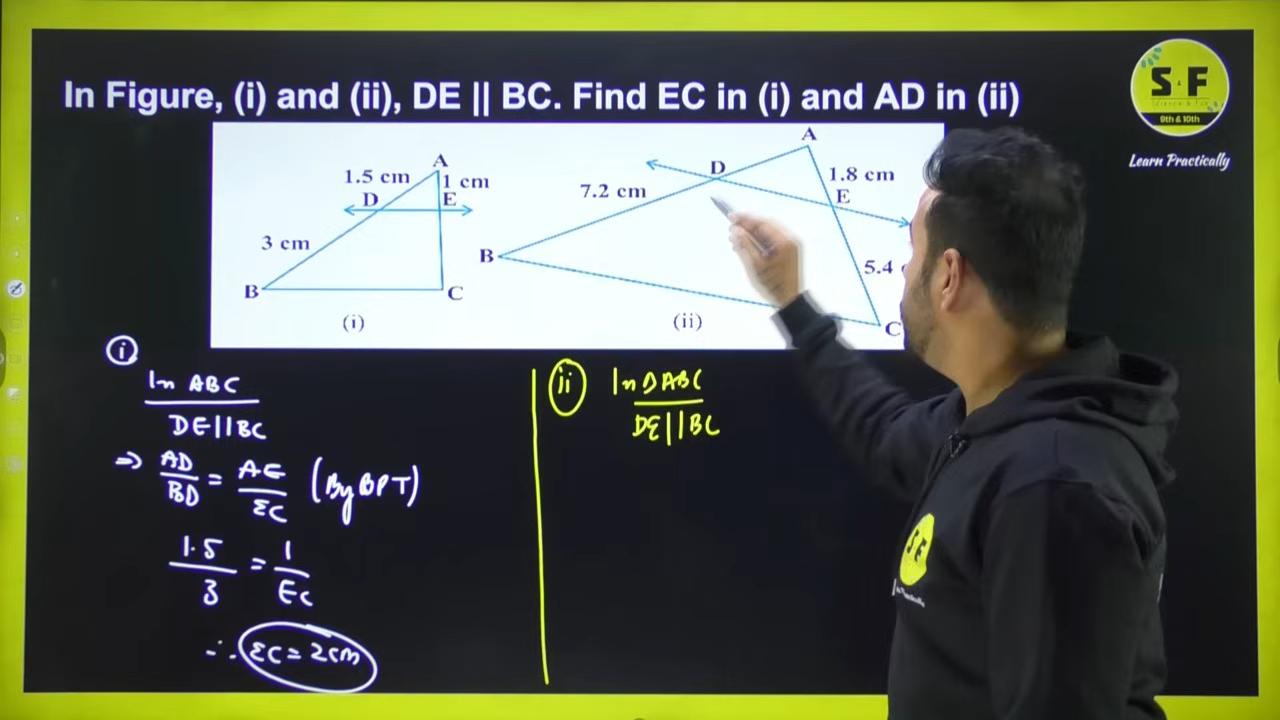 In Figure, (i) and (ii), DE || BC. Find EC in (i) and AD in (ii)
S&F
9th & 10th
Learn Practically
A
1.5 cm
1 cm
D
E
3 cm
B
C
(i)
A
D
1.8 cm
7.2 cm
E
B
5.4
C
(ii)
i
In ABC
DE||BC
⇒ AD/BD = AE/EC (By BPT)
1.5/3 = 1/EC
∴ EC = 2cm
ii
In DABC
DE||BC